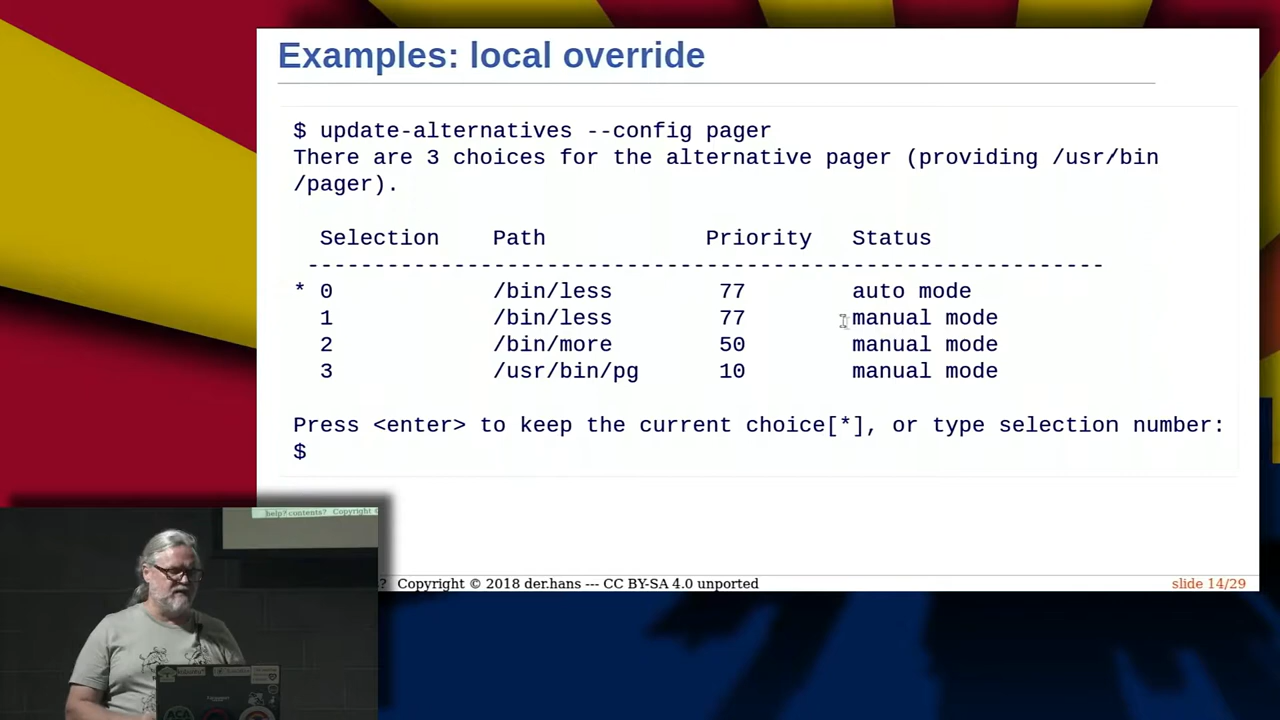 Examples: local override
$ update-alternatives --config pager
There are 3 choices for the alternative pager (providing /usr/bin
/pager).
Selection Path Priority Status
------------------------------------------------------------
* 0 /bin/less 77 auto mode
1 /bin/less 77 manual mode
2 /bin/more 50 manual mode
3 /usr/bin/pg 10 manual mode
Press <enter> to keep the current choice[*], or type selection number:
$
help? contents? Copyright ©
? Copyright © 2018 der.hans --- CC BY-SA 4.0 unported
slide 14/29